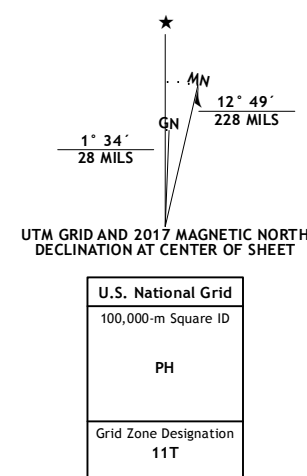 ★
MN
GN
12° 49´
228 MILS
1° 34´
28 MILS
UTM GRID AND 2017 MAGNETIC NORTH
DECLINATION AT CENTER OF SHEET
U.S. National Grid
100,000-m Square ID
PH
Grid Zone Designation
11T